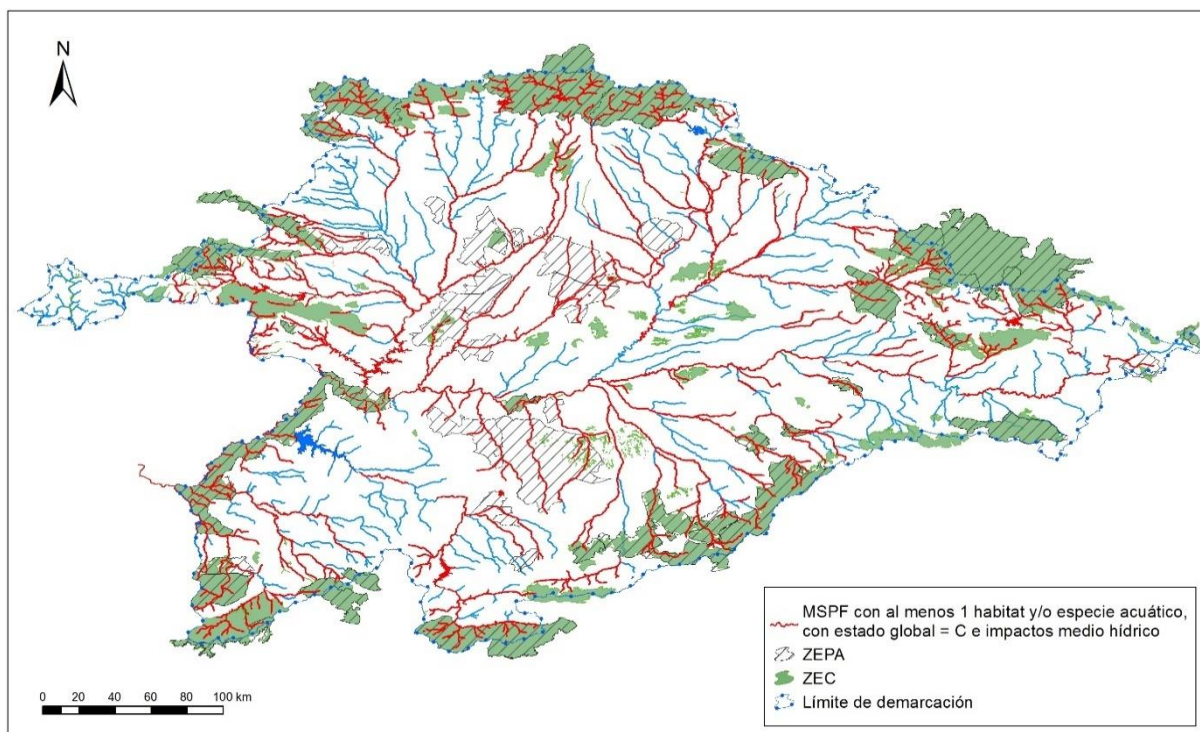 N
MSPF con al menos 1 habitat y/o especie acuático,
con estado global = C e impactos medio hídrico
ZEPA
ZEC
Límite de demarcación
0 20 40 60 80 100 km